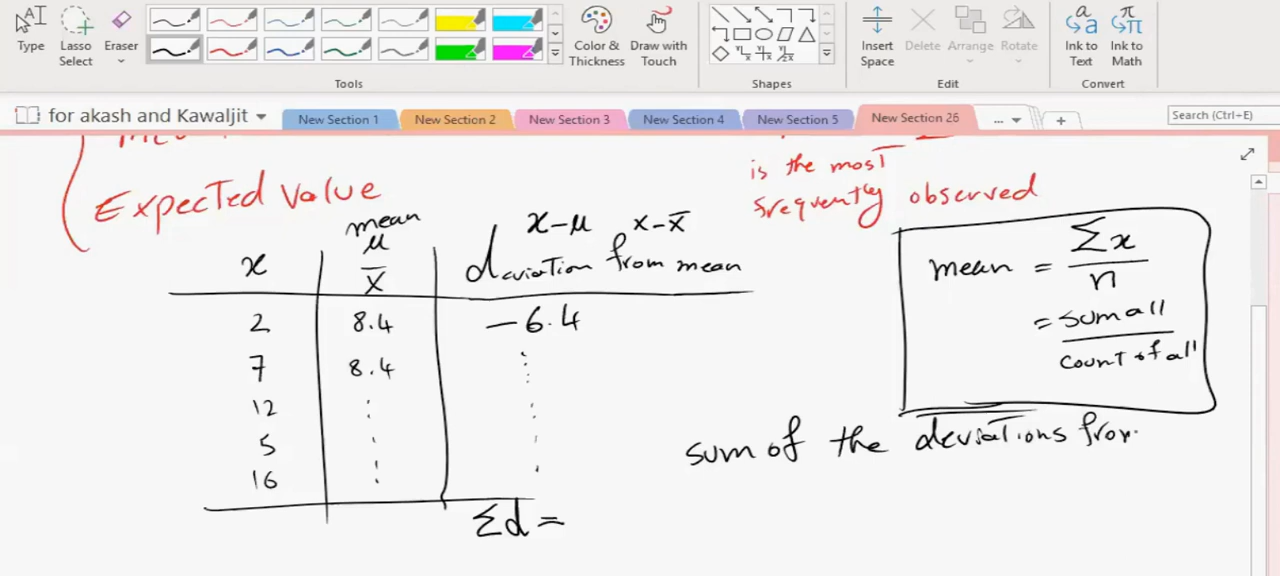 Type
Lasso Select
Eraser
Color & Thickness
Draw with Touch
Insert Space
Delete
Arrange
Rotate
Ink to Text
Ink to Math
Tools
Shapes
Edit
Convert
for akash and Kawaljit
New Section 1
New Section 2
New Section 3
New Section 4
New Section 5
New Section 26
...
Search (Ctrl+E)
is the most
Expected Value
frequently observed
mean
x μ x-μ x-x̄
x̄ deviation from mean
2 8.4 -6.4
7 8.4
12
5
16
Σd =
mean = Σx / n
= sum all / count of all
sum of the deviations from